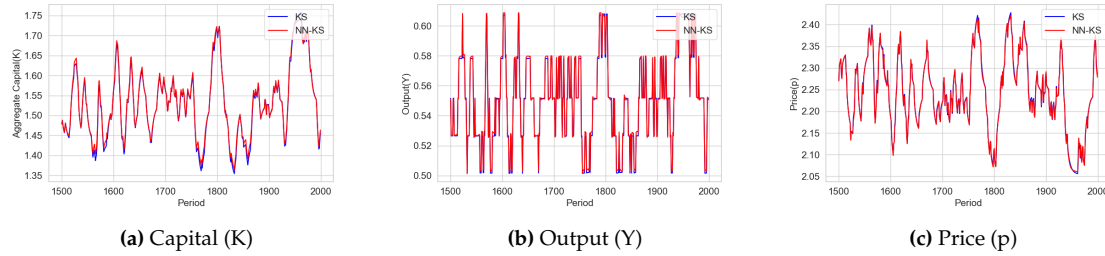 1.75
1.70
1.65
1.60
1.55
1.50
1.45
1.40
1.35
Aggregate Capital(K)
KS
NN-KS
1500 1600 1700 1800 1900 2000
Period
(a) Capital (K)
0.60
0.58
0.56
0.54
0.52
0.50
Output(Y)
KS
NN-KS
1500 1600 1700 1800 1900 2000
Period
(b) Output (Y)
2.40
2.35
2.30
2.25
2.20
2.15
2.10
2.05
Price(p)
KS
NN-KS
1500 1600 1700 1800 1900 2000
Period
(c) Price (p)